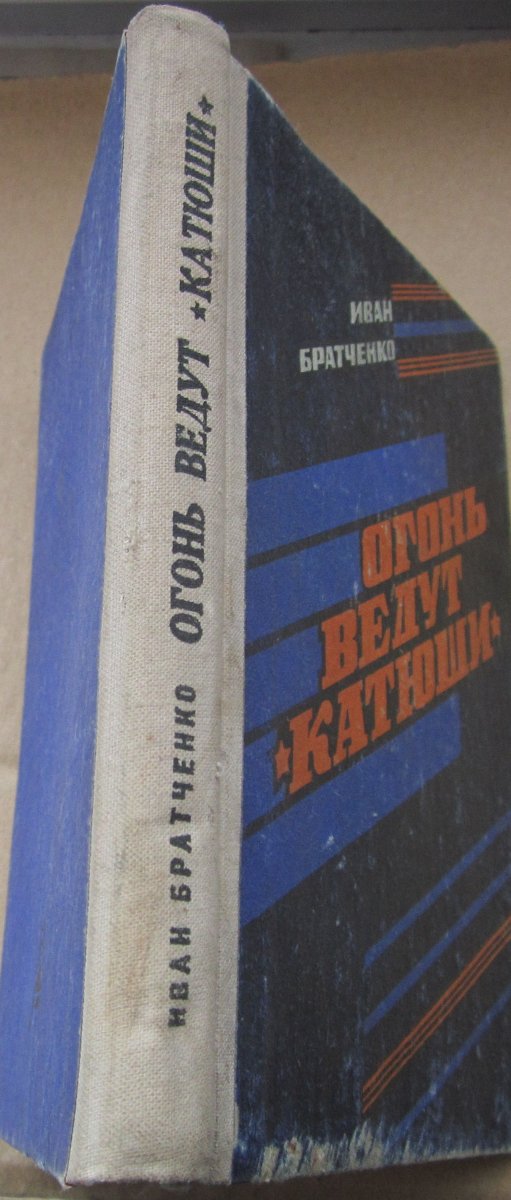 ИВАН БРАТЧЕНКО ОГОНЬ ВЕДУТ ★КАТЮШИ★
ИВАН
БРАТЧЕНКО
ОГОНЬ
ВЕДУТ
★КАТЮШИ★